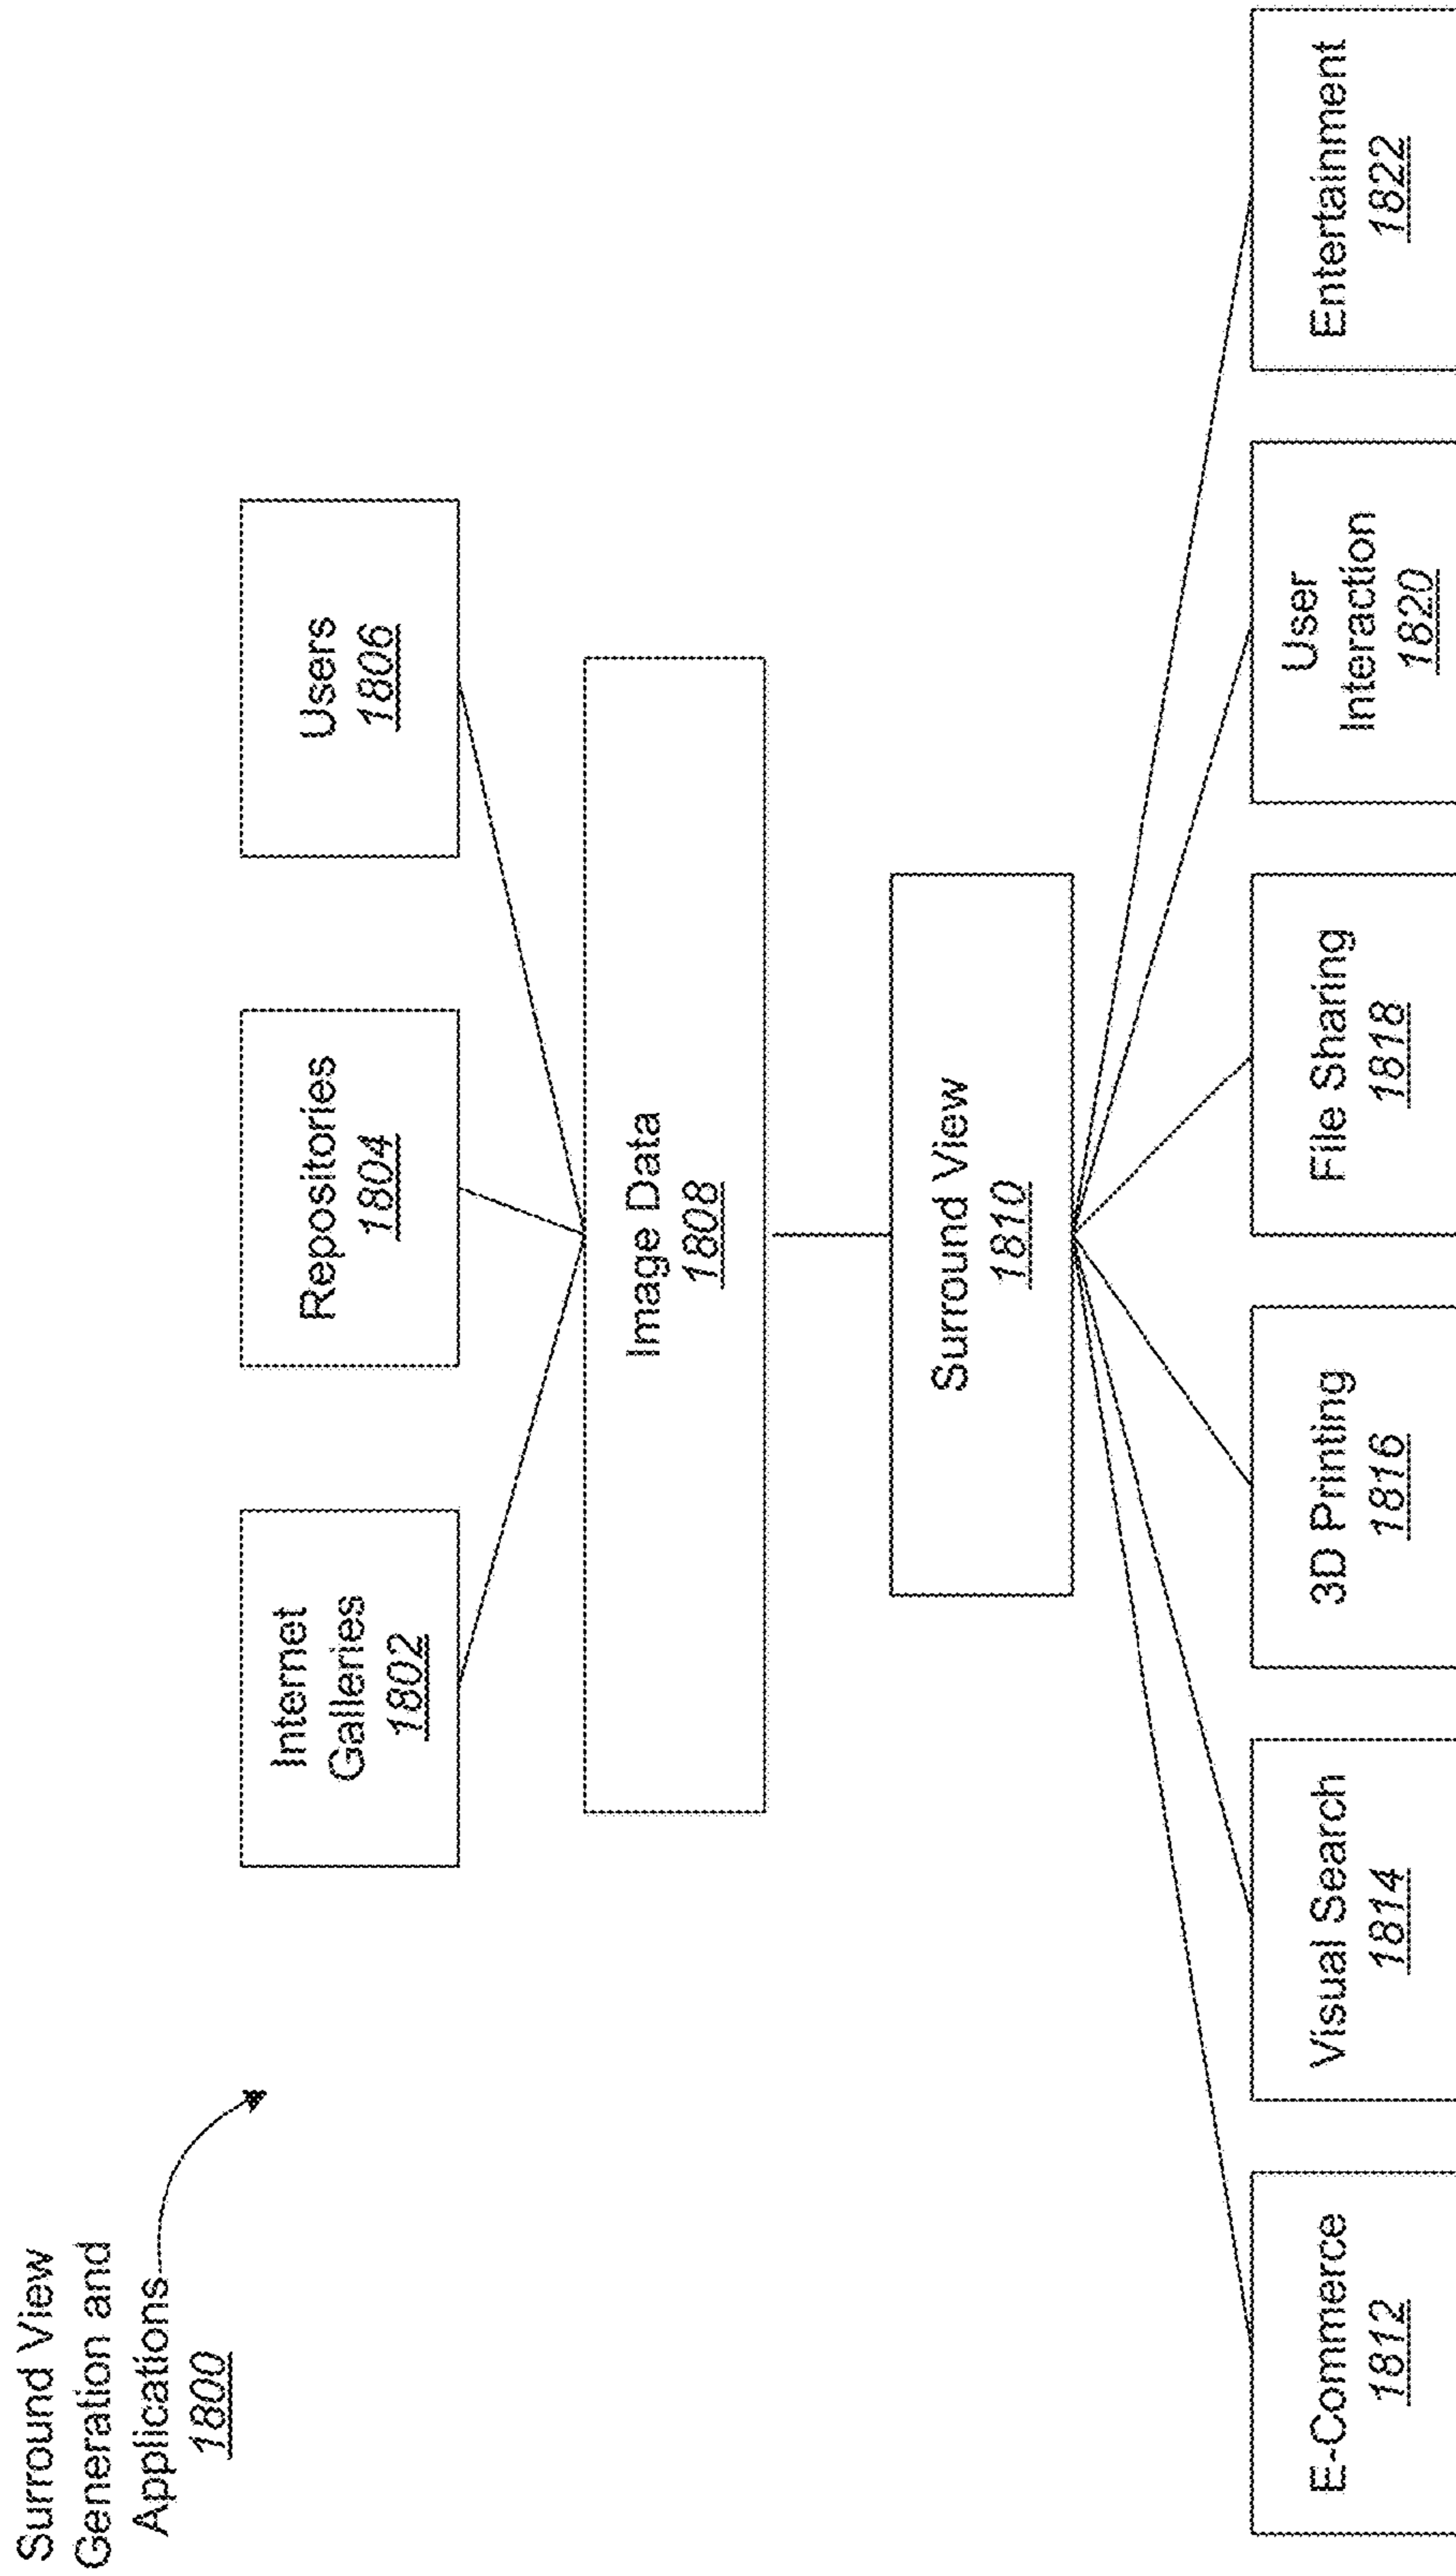 Surround View
Generation and
Applications
1800
Internet
Galleries
1802
Repositories
1804
Users
1806
Image Data
1808
Surround View
1810
E-Commerce
1812
Visual Search
1814
3D Printing
1816
File Sharing
1818
User
Interaction
1820
Entertainment
1822